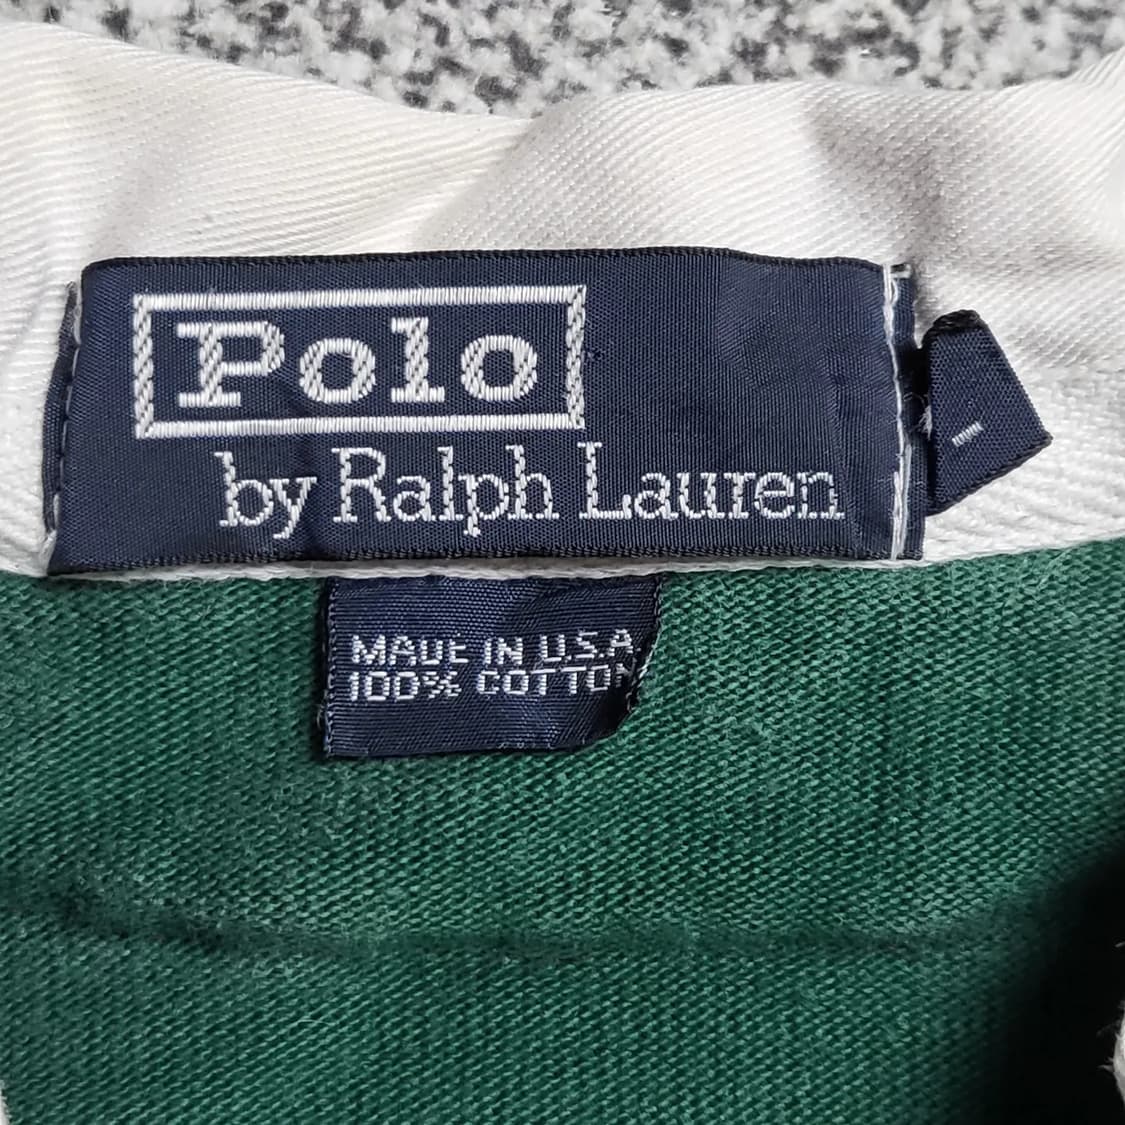 Polo
by Ralph Lauren
MADE IN U.S.A.
100% COTTON